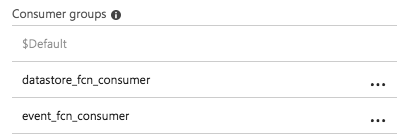 Consumer groups
$Default
datastore_fcn_consumer
event_fcn_consumer